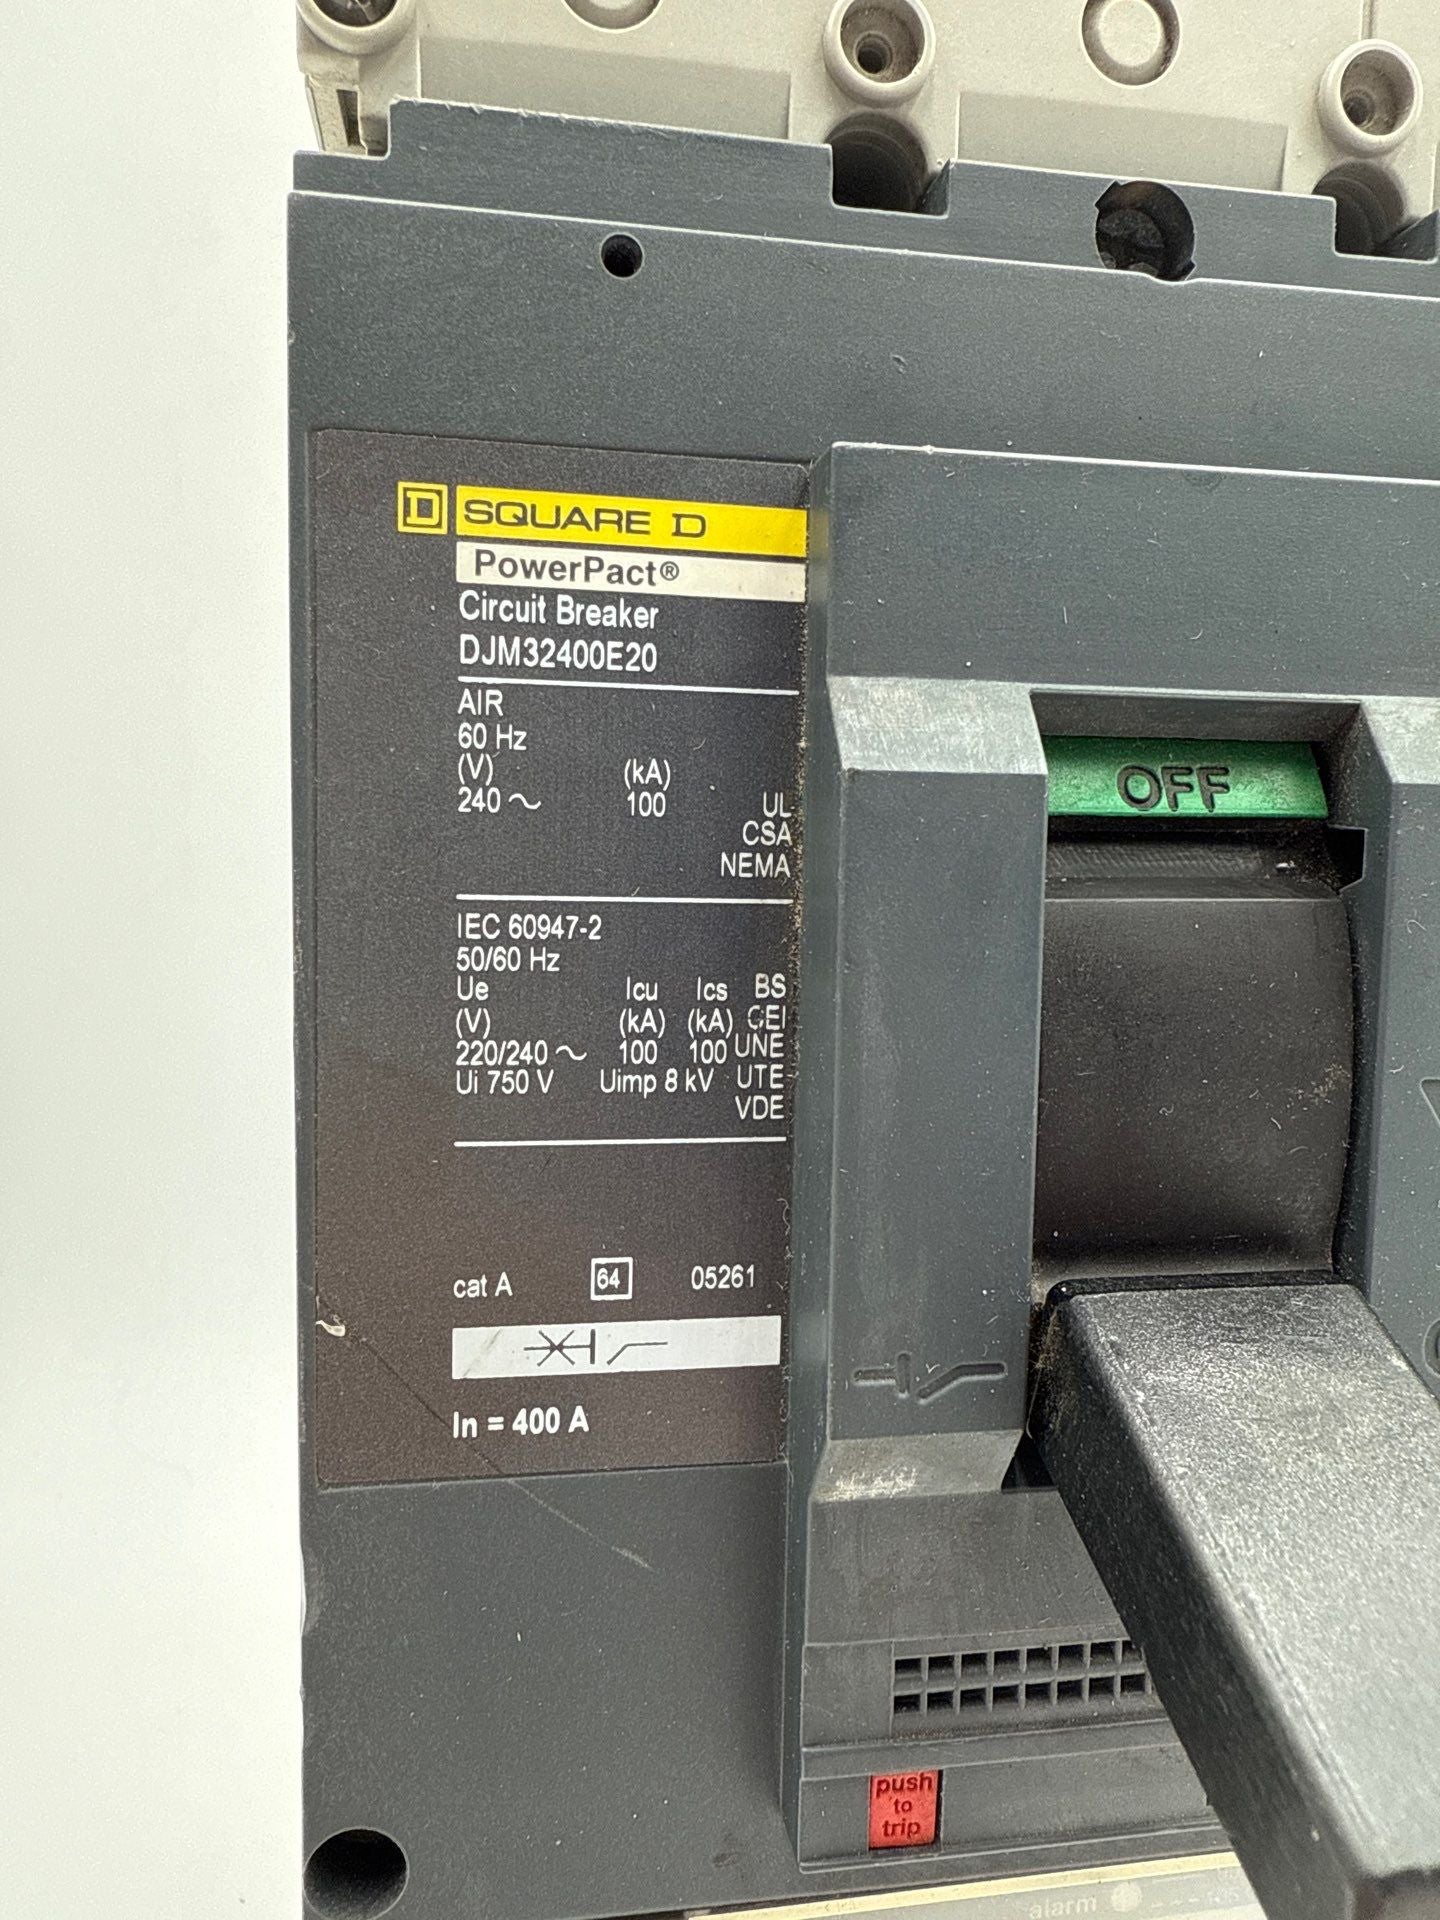 D SQUARE D
PowerPact®
Circuit Breaker
DJM32400E20
AIR
60 Hz
(V) (kA)
240 ~ 100 UL
CSA
NEMA
IEC 60947-2
50/60 Hz
Ue Icu Ics BS
(V) (kA) (kA) CEI
220/240 ~ 100 100 UNE
Ui 750 V Uimp 8 kV UTE
VDE
cat A 64 05261
In = 400 A
OFF
push
to
trip
alarm